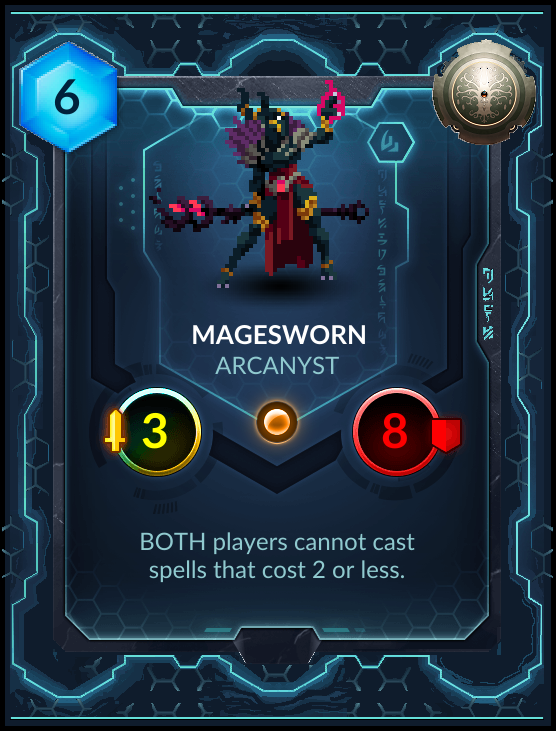 6
MAGESWORN
ARCANYST
3
8
BOTH players cannot cast
spells that cost 2 or less.